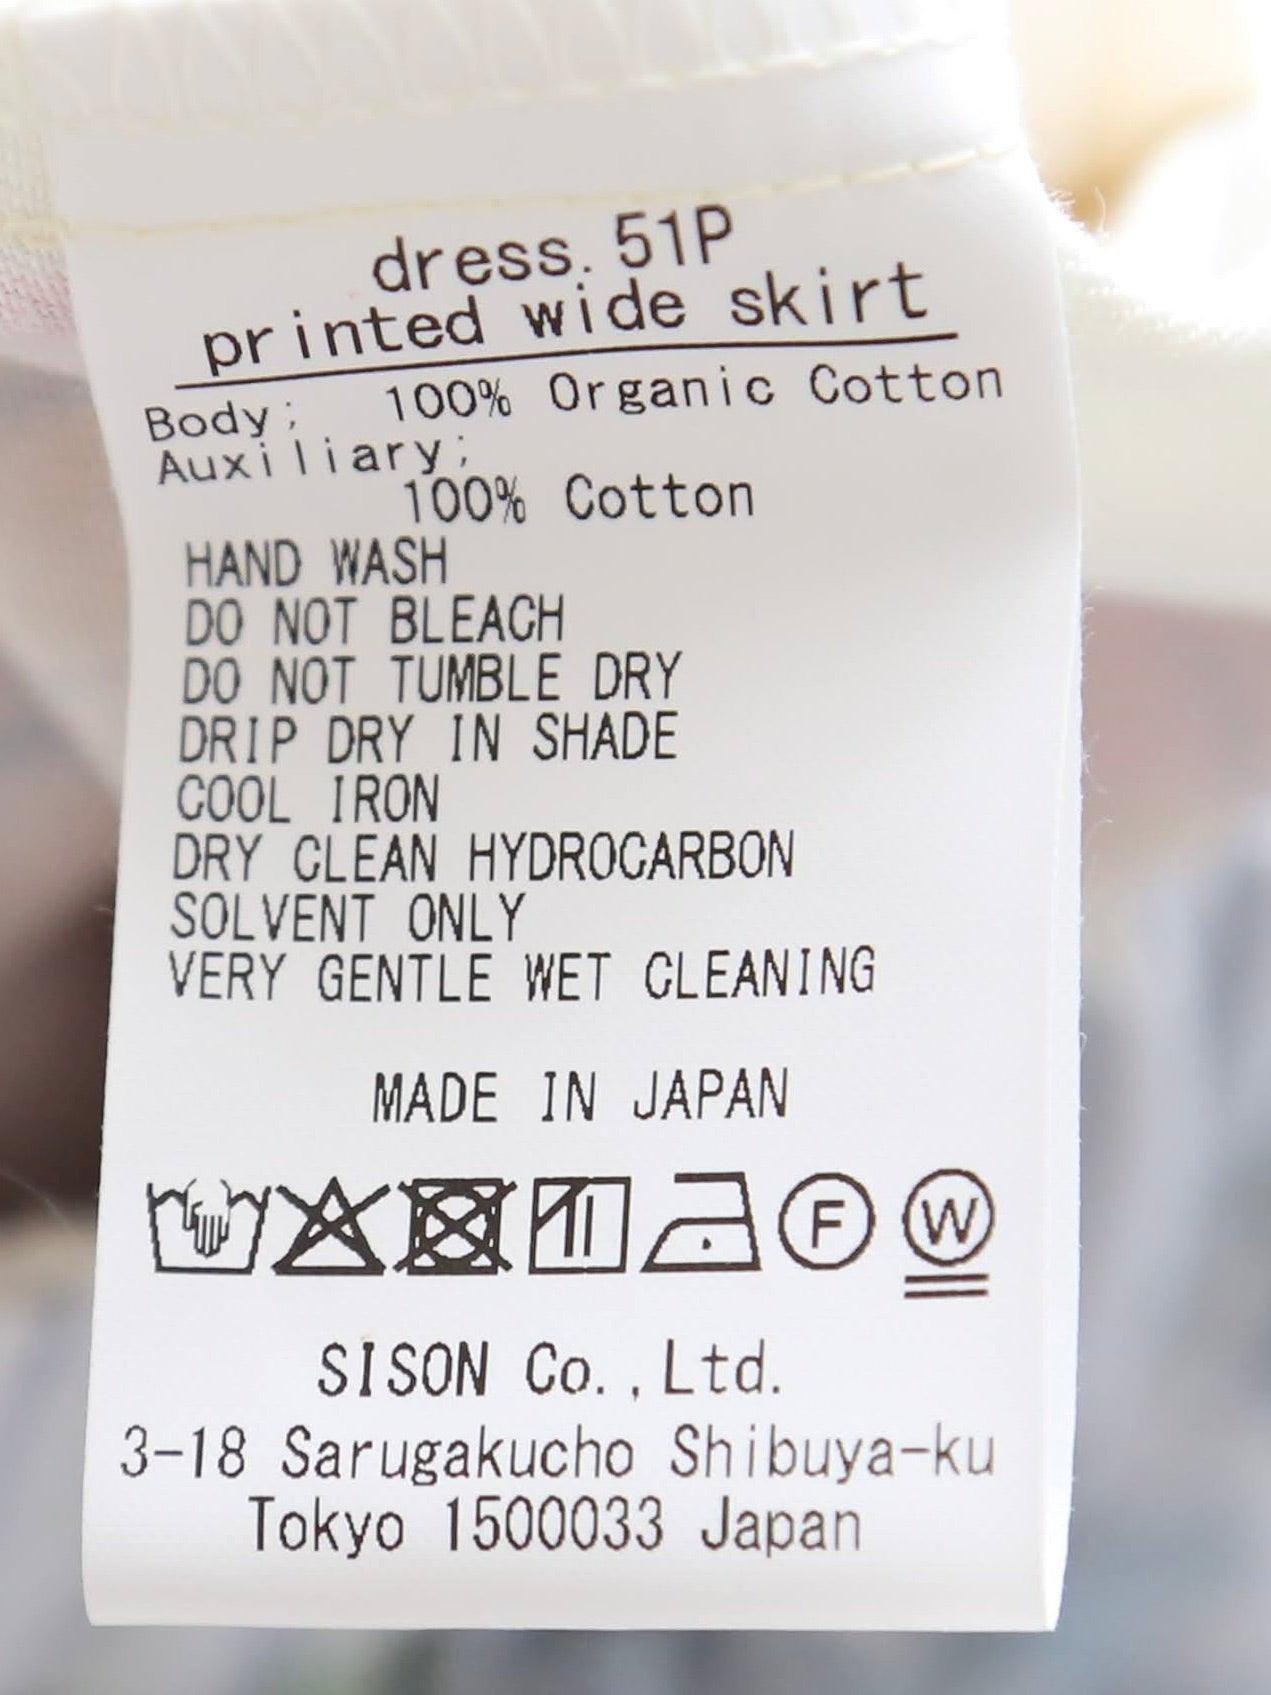 dress. 51P
printed wide skirt
Body; 100% Organic Cotton
Auxiliary;
100% Cotton
HAND WASH
DO NOT BLEACH
DO NOT TUMBLE DRY
DRIP DRY IN SHADE
COOL IRON
DRY CLEAN HYDROCARBON
SOLVENT ONLY
VERY GENTLE WET CLEANING
MADE IN JAPAN
F W
SISON Co., Ltd.
3-18 Sarugakucho Shibuya-ku
Tokyo 1500033 Japan